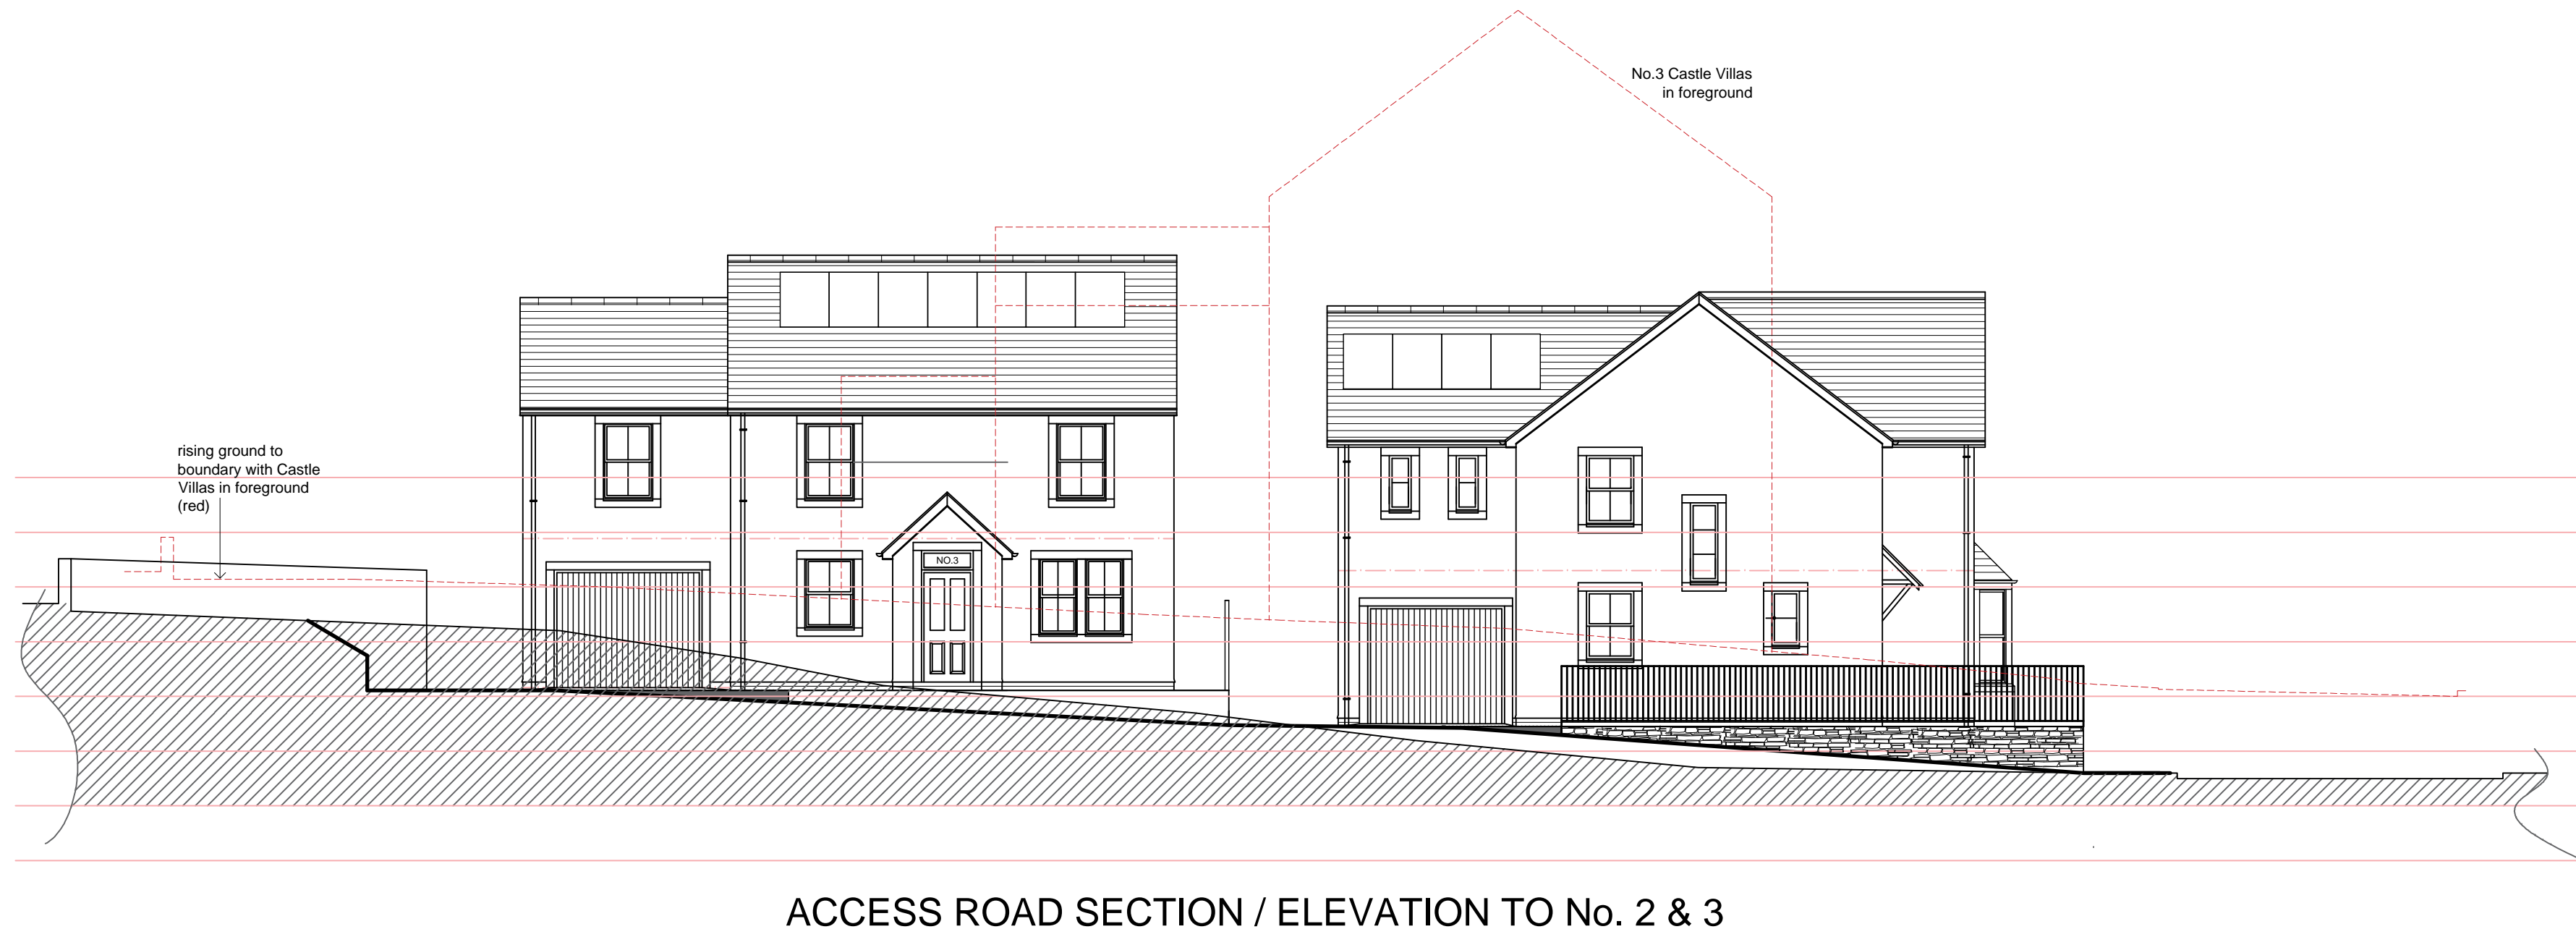 No.3 Castle Villas
in foreground
rising ground to
boundary with Castle
Villas in foreground
(red)
NO.3
ACCESS ROAD SECTION / ELEVATION TO No. 2 & 3